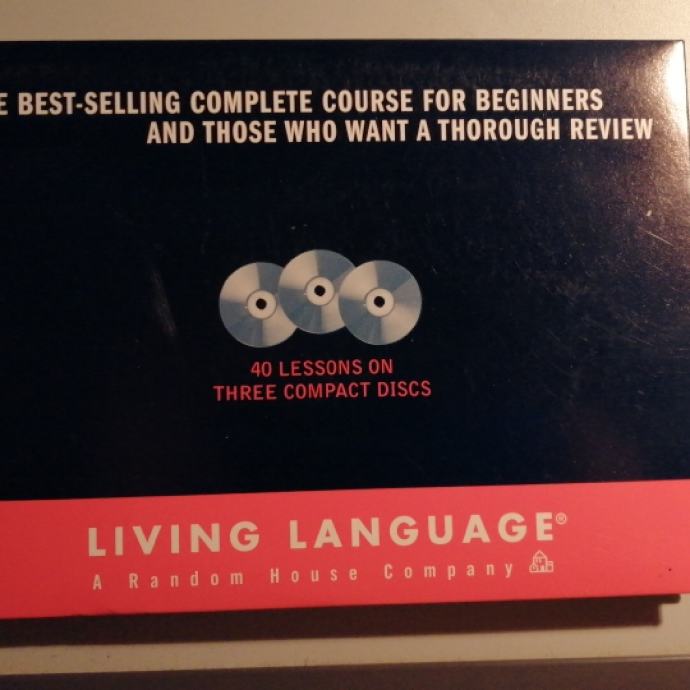 E BEST-SELLING COMPLETE COURSE FOR BEGINNERS
AND THOSE WHO WANT A THOROUGH REVIEW
40 LESSONS ON
THREE COMPACT DISCS
LIVING LANGUAGE®
A Random House Company